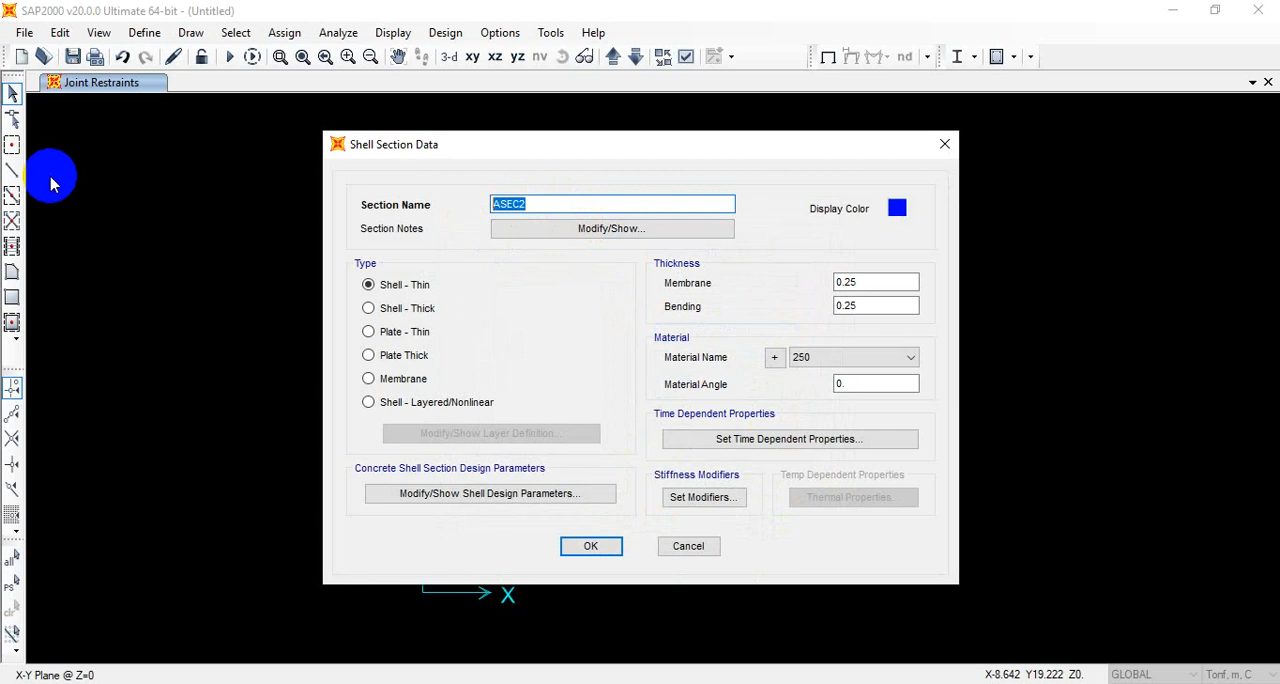 SAP2000 v20.0.0 Ultimate 64-bit - (Untitled)
File Edit View Define Draw Select Assign Analyze Display Design Options Tools Help
3-d xy xz yz nv nd
Joint Restraints
Shell Section Data
Section Name ASEC2 Display Color
Section Notes Modify/Show...
Type
Shell - Thin
Shell - Thick
Plate - Thin
Plate Thick
Membrane
Shell - Layered/Nonlinear
Modify/Show Layer Definition...
Concrete Shell Section Design Parameters
Modify/Show Shell Design Parameters...
Thickness
Membrane 0.25
Bending 0.25
Material
Material Name + 250
Material Angle 0.
Time Dependent Properties
Set Time Dependent Properties...
Stiffness Modifiers
Set Modifiers...
Temp Dependent Properties
Thermal Properties...
OK Cancel
X
all
PS
clr
X-Y Plane @ Z=0 X-8.642 Y19.222 Z0. GLOBAL Tonf, m, C